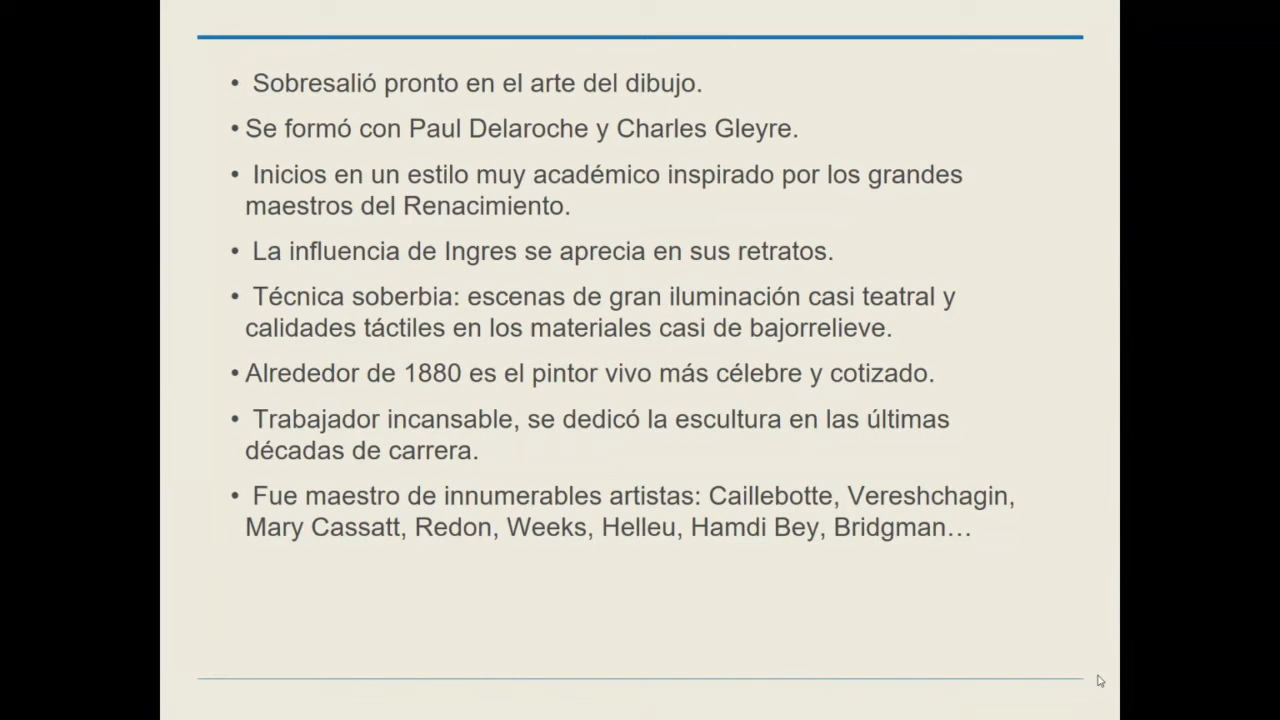 • Sobresalió pronto en el arte del dibujo.
• Se formó con Paul Delaroche y Charles Gleyre.
• Inicios en un estilo muy académico inspirado por los grandes
maestros del Renacimiento.
• La influencia de Ingres se aprecia en sus retratos.
• Técnica soberbia: escenas de gran iluminación casi teatral y
calidades táctiles en los materiales casi de bajorrelieve.
• Alrededor de 1880 es el pintor vivo más célebre y cotizado.
• Trabajador incansable, se dedicó la escultura en las últimas
décadas de carrera.
• Fue maestro de innumerables artistas: Caillebotte, Vereshchagin,
Mary Cassatt, Redon, Weeks, Helleu, Hamdi Bey, Bridgman…